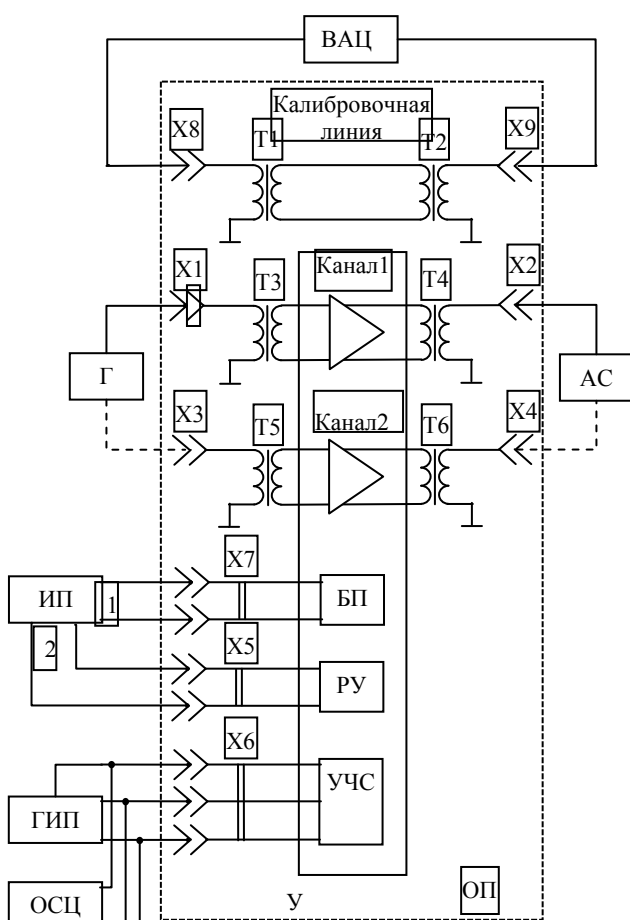 ВАЦ
Калибровочная
линия
X8
T1
T2
X9
Канал1
X1
T3
T4
X2
Г
АС
X3
T5
Канал2
T6
X4
X7
ИП
1
БП
2
X5
РУ
X6
УЧС
ГИП
ОСЦ
У
ОП